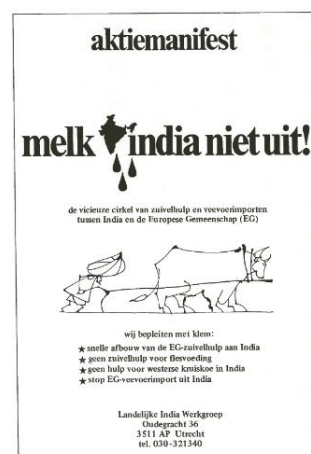 aktiemanifest
melk india niet uit!
de vicieuze cirkel van zuivelhulp en veevoerimporten
tussen India en de Europese Gemeenschap (EG)
wij bepleiten met klem:
★ snelle afbouw van de EG-zuivelhulp aan India
★ geen zuivelhulp voor flesvoeding
★ geen hulp voor westerse kruiskoe in India
★ stop EG-veevoerimport uit India
Landelijke India Werkgroep
Oudegracht 36
3511 AP Utrecht
tel. 030-321340